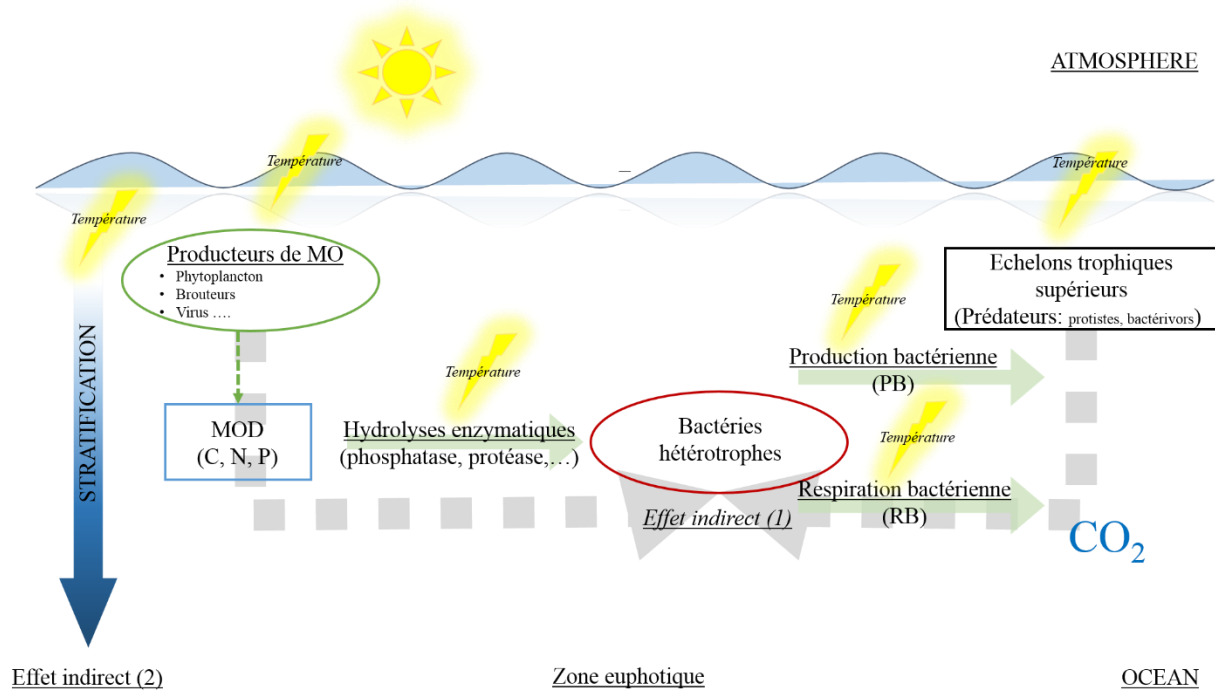 ATMOSPHERE
Température
Température
Température
Température
Producteurs de MO
• Phytoplancton
• Brouteurs
• Virus ….
Echelons trophiques
supérieurs
(Prédateurs: protistes, bactérivors)
Température
Température
STRATIFICATION
Production bactérienne
(PB)
MOD
(C, N, P)
Hydrolyses enzymatiques
(phosphatase, protéase,…)
Bactéries
hétérotrophes
Température
Respiration bactérienne
(RB)
Effet indirect (1)
CO2
Effet indirect (2)
Zone euphotique
OCEAN